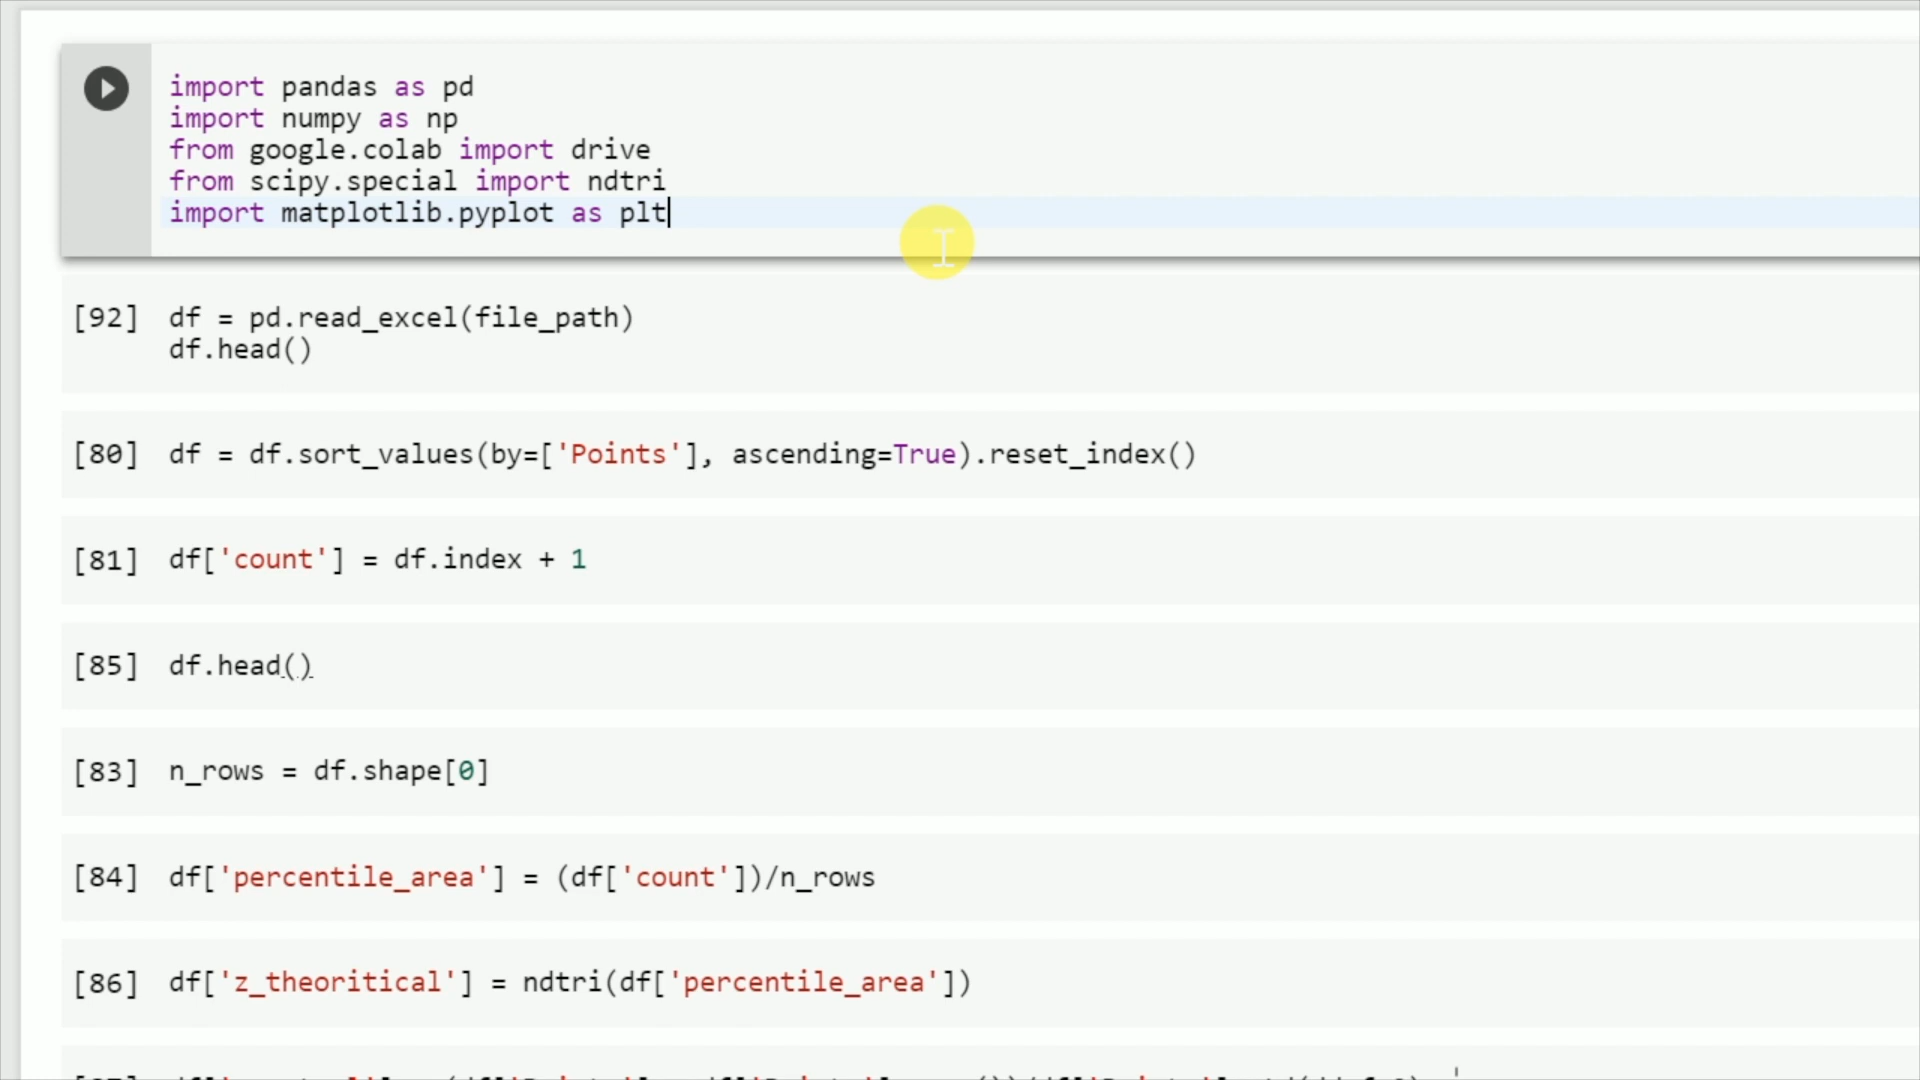 import pandas as pd
import numpy as np
from google.colab import drive
from scipy.special import ndtri
import matplotlib.pyplot as plt
[92] df = pd.read_excel(file_path)
df.head()
[80] df = df.sort_values(by=['Points'], ascending=True).reset_index()
[81] df['count'] = df.index + 1
[85] df.head()
[83] n_rows = df.shape[0]
[84] df['percentile_area'] = (df['count'])/n_rows
[86] df['z_theoritical'] = ndtri(df['percentile_area'])